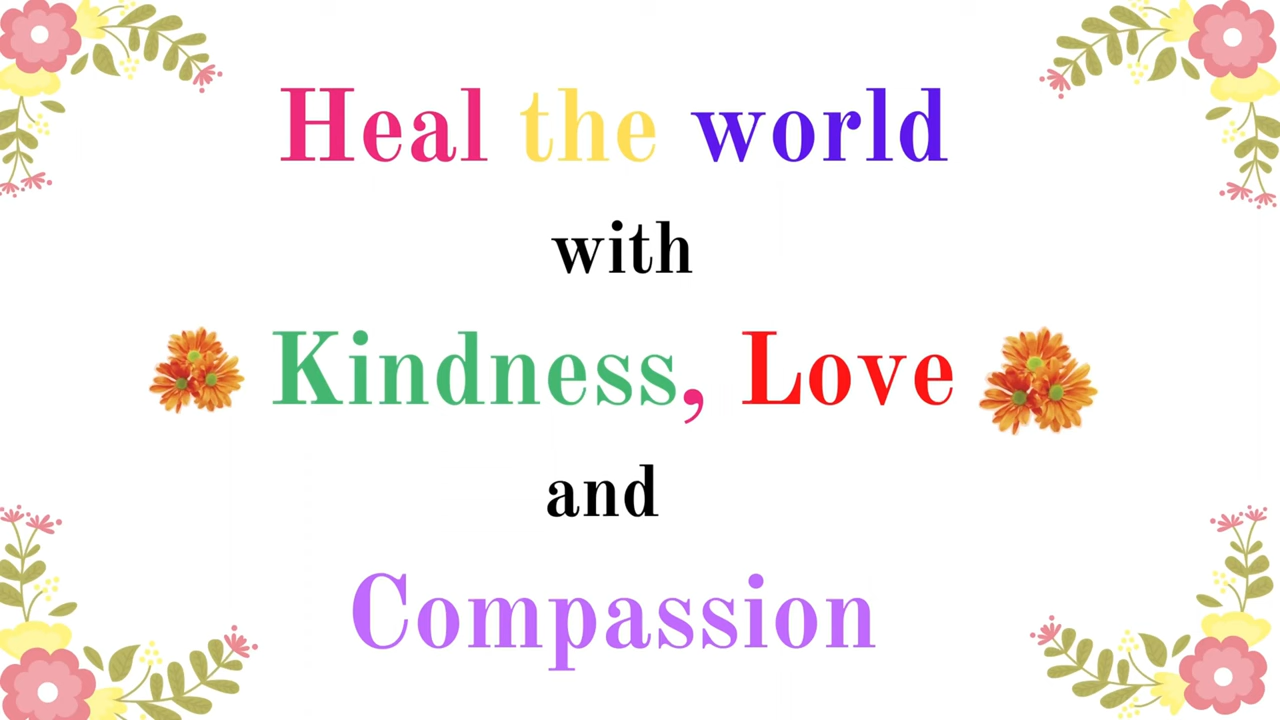 Heal the world
with
Kindness, Love
and
Compassion